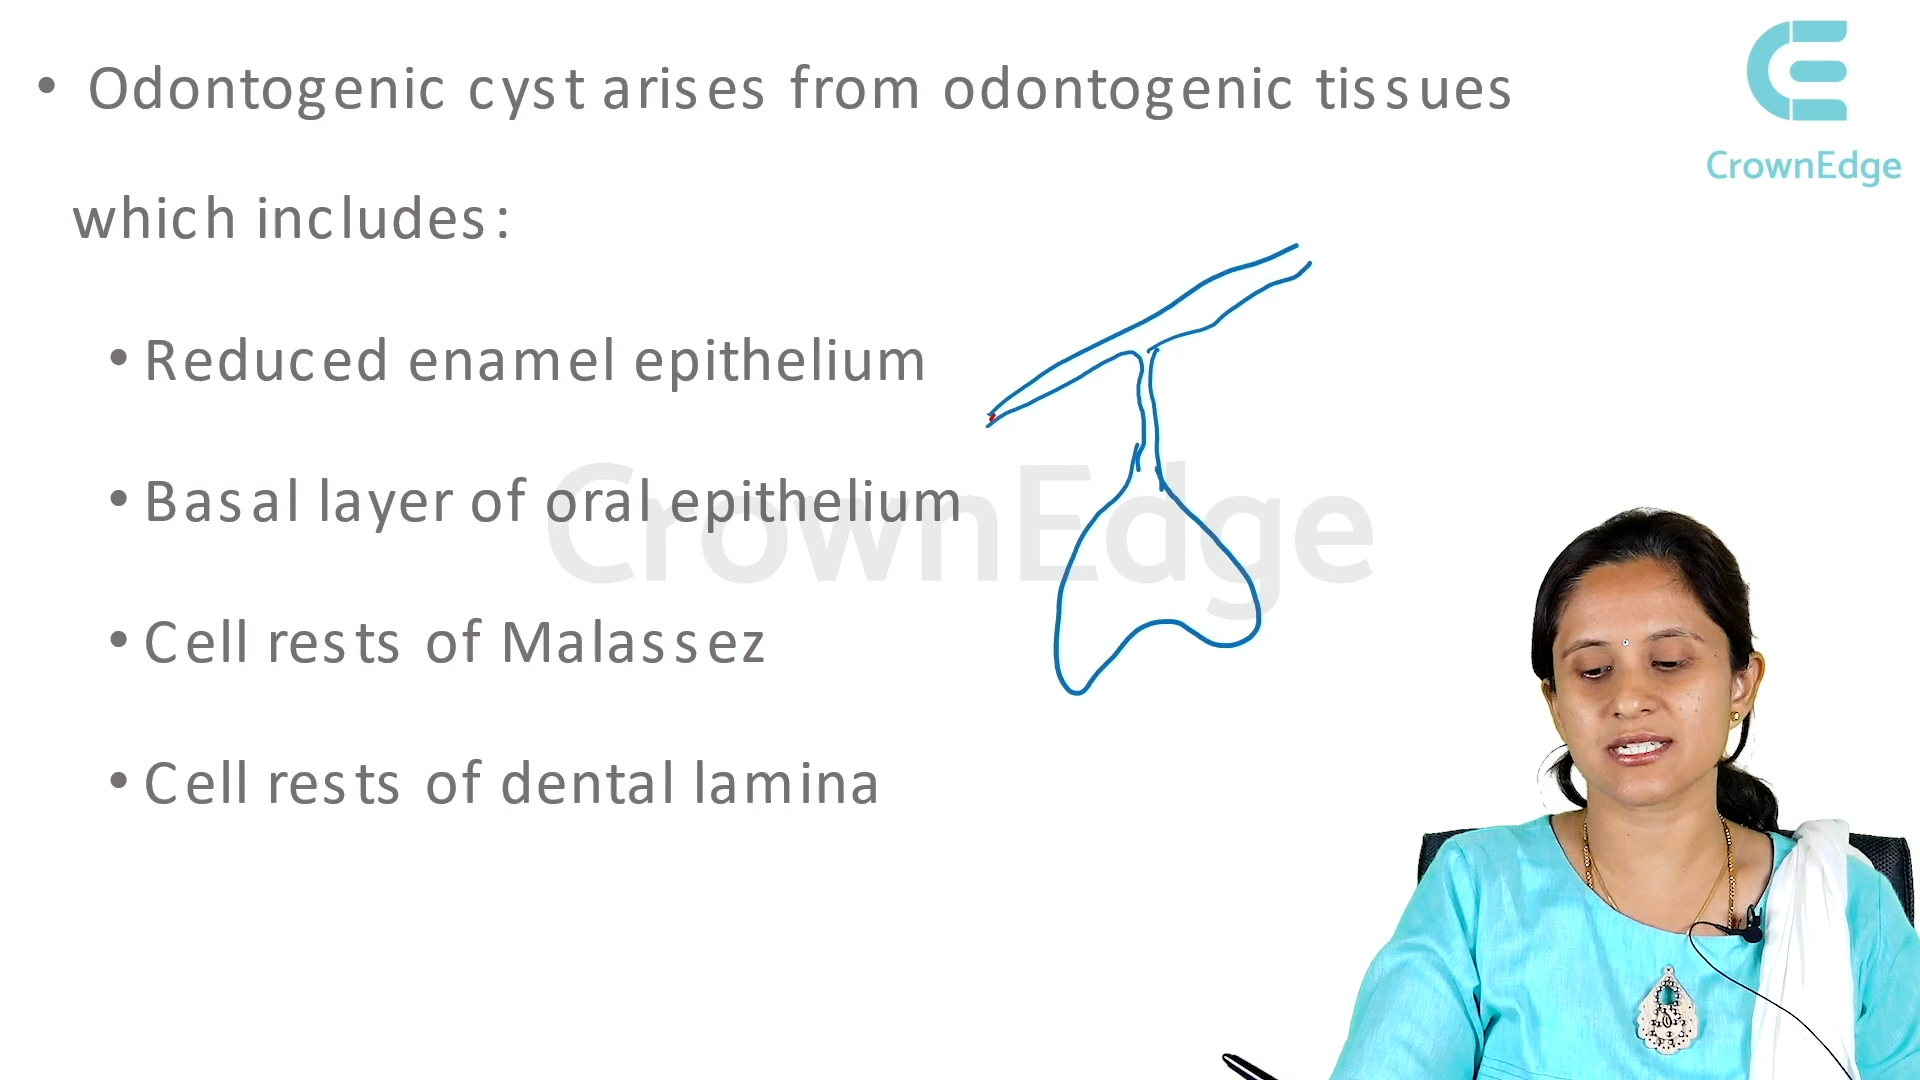 • Odontogenic cyst arises from odontogenic tissues
which includes:
• Reduced enamel epithelium
• Basal layer of oral epithelium
• Cell rests of Malassez
• Cell rests of dental lamina
CrownEdge
CrownEdge